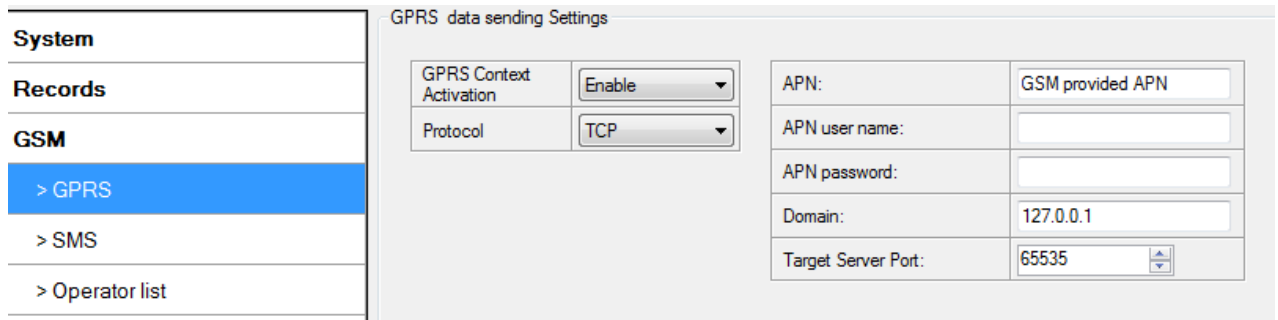 System
Records
GSM
> GPRS
> SMS
> Operator list
GPRS data sending Settings
GPRS Context
Activation
Enable
Protocol
TCP
APN:
GSM provided APN
APN user name:
APN password:
Domain:
127.0.0.1
Target Server Port:
65535